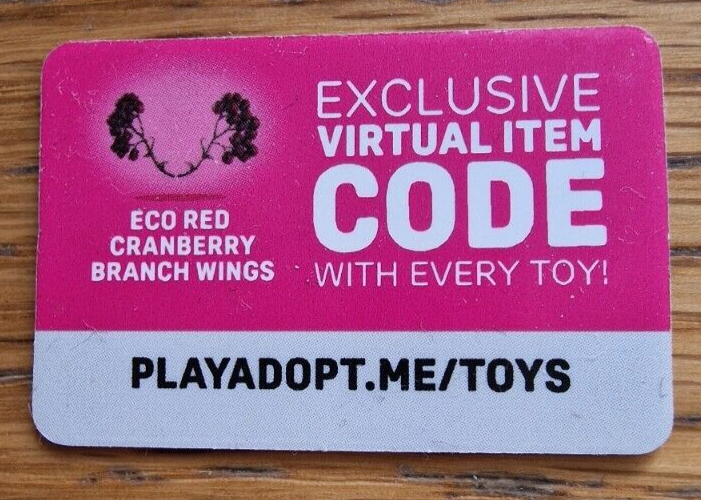 ECO RED
CRANBERRY
BRANCH WINGS
EXCLUSIVE
VIRTUAL ITEM
CODE
WITH EVERY TOY!
PLAYADOPT.ME/TOYS